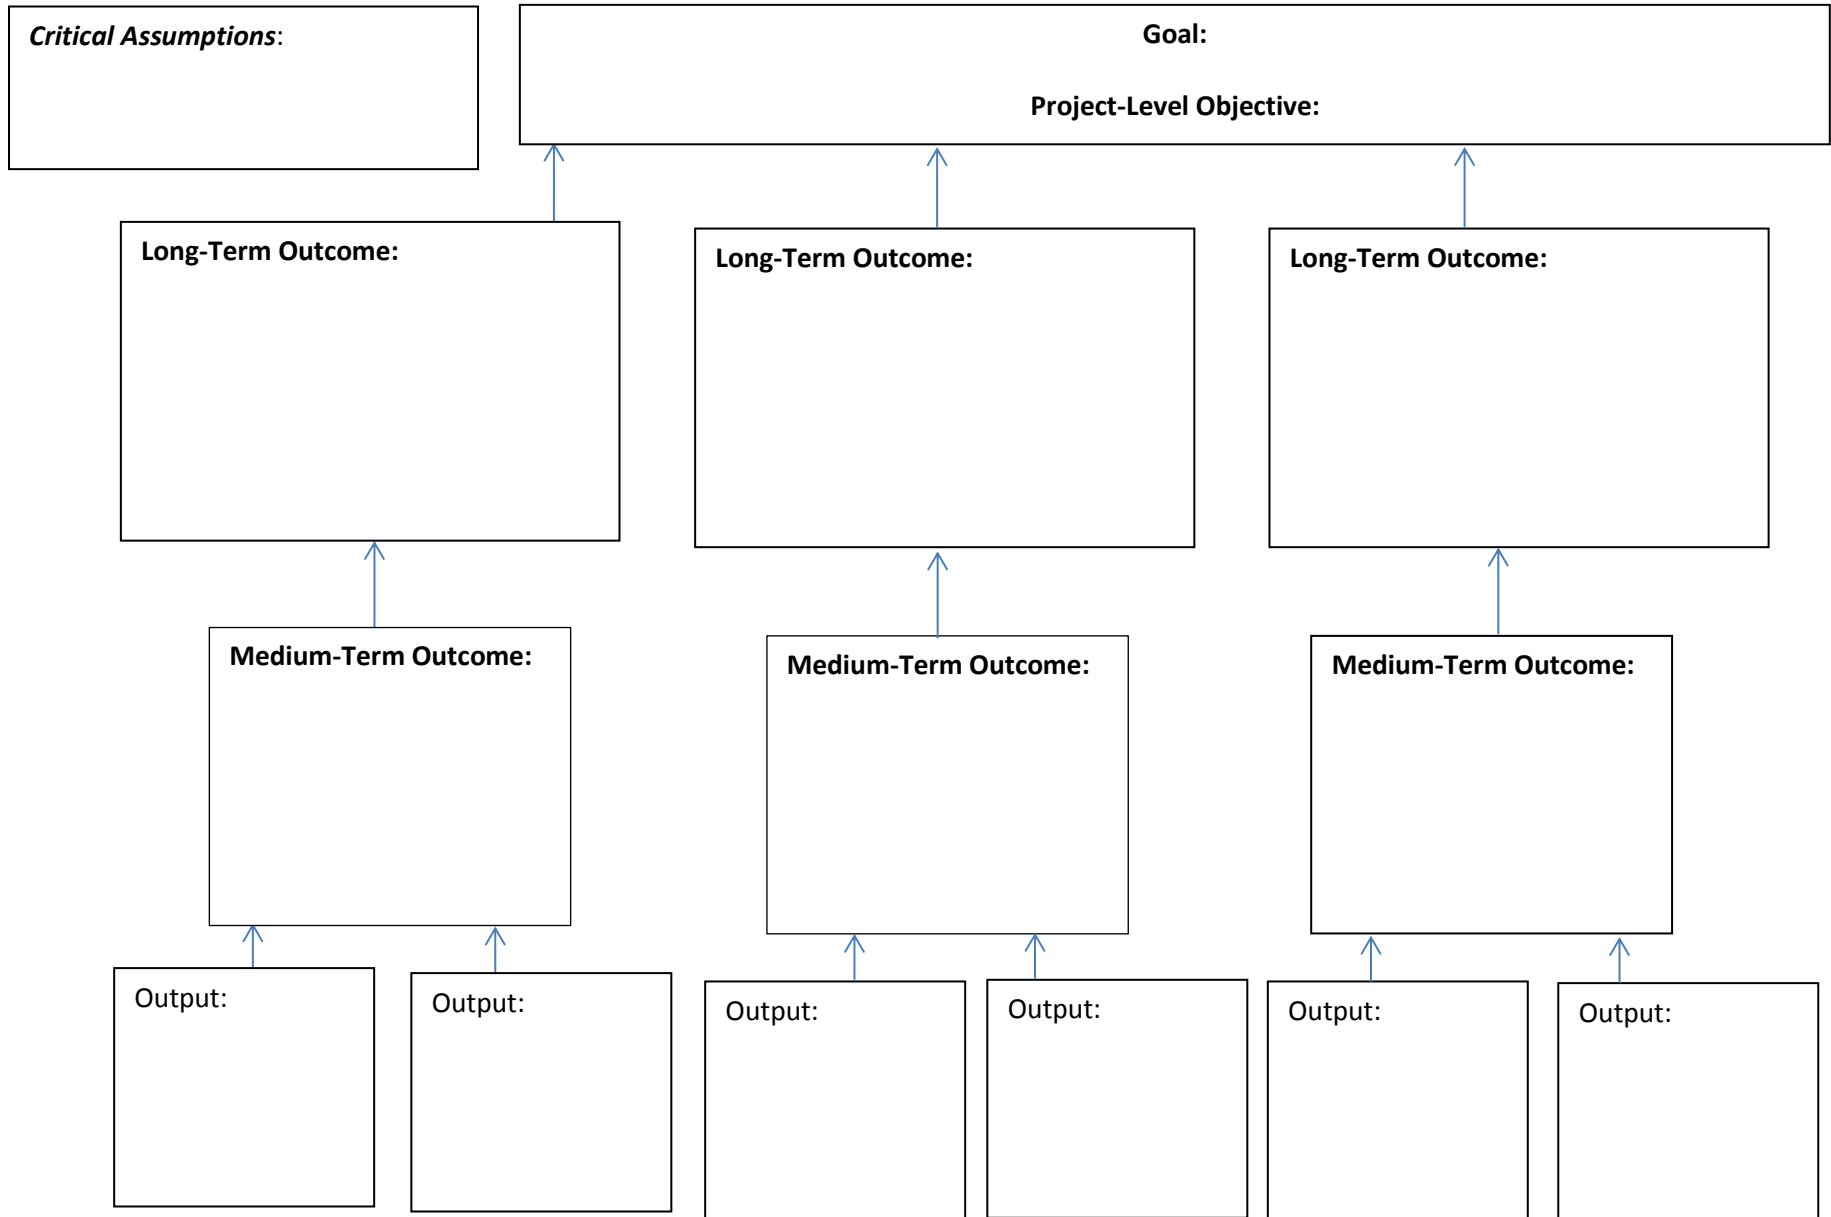 Critical Assumptions:
Goal:
Project-Level Objective:
Long-Term Outcome:
Long-Term Outcome:
Long-Term Outcome:
Medium-Term Outcome:
Medium-Term Outcome:
Medium-Term Outcome:
Output:
Output:
Output:
Output:
Output:
Output: